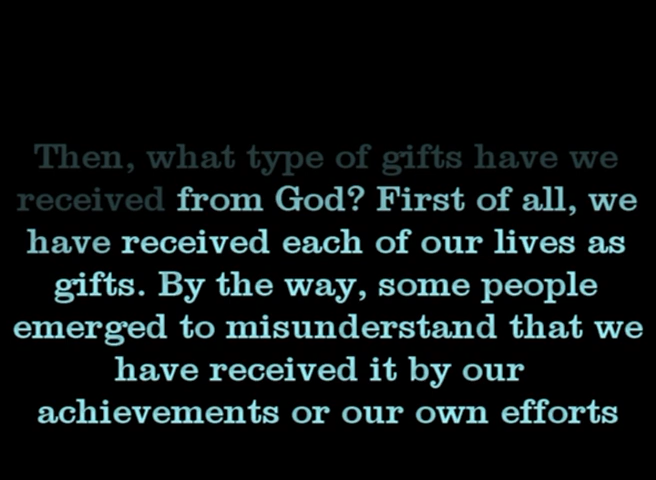 Then, what type of gifts have we
received from God? First of all, we
have received each of our lives as
gifts. By the way, some people
emerged to misunderstand that we
have received it by our
achievements or our own efforts